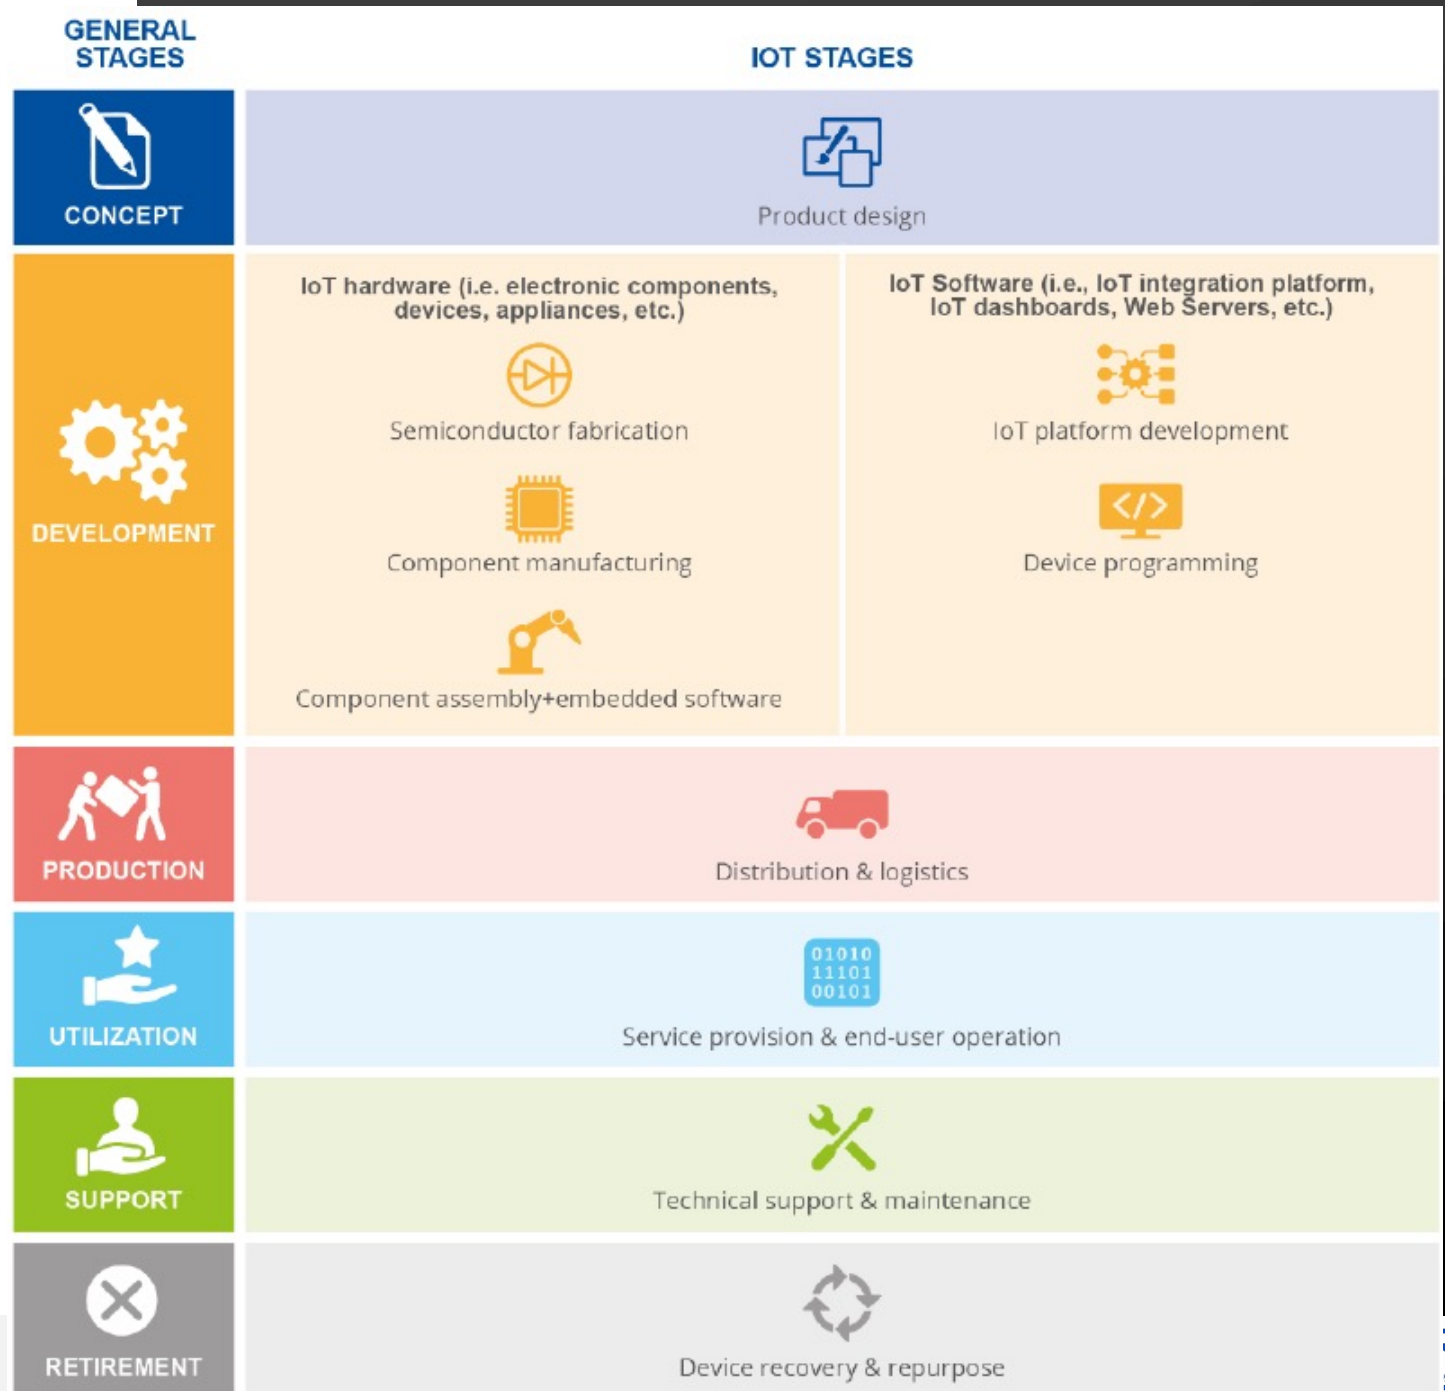 GENERAL
STAGES
IOT STAGES
CONCEPT
Product design
DEVELOPMENT
IoT hardware (i.e. electronic components,
devices, appliances, etc.)
Semiconductor fabrication
Component manufacturing
Component assembly+embedded software
IoT Software (i.e., IoT integration platform,
IoT dashboards, Web Servers, etc.)
IoT platform development
</>
Device programming
PRODUCTION
Distribution & logistics
UTILIZATION
01010
11101
00101
Service provision & end-user operation
SUPPORT
Technical support & maintenance
RETIREMENT
Device recovery & repurpose